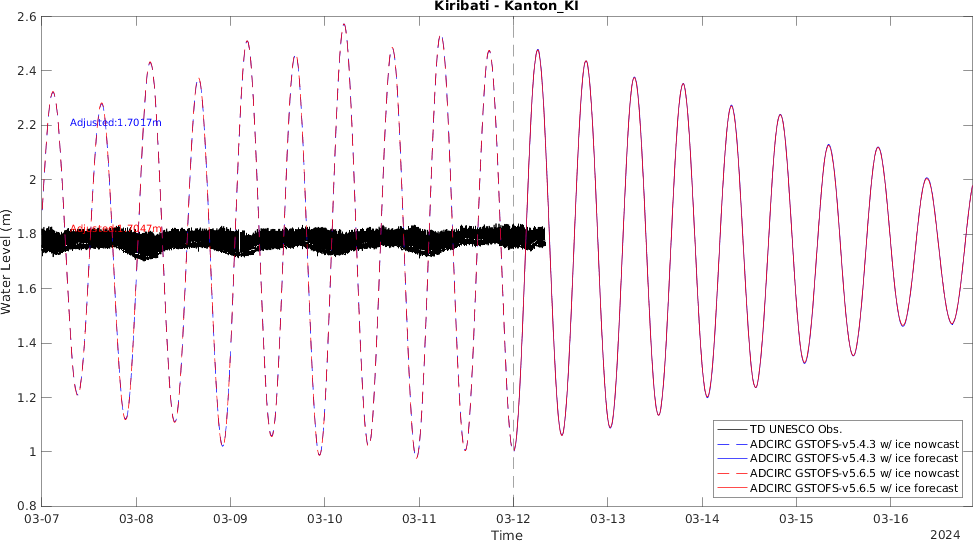 Kiribati - Kanton_KI
2.6
2.4
2.2
2
1.8
1.6
1.4
1.2
1
0.8
Water Level (m)
Adjusted:1.7017m
Adjusted:1.7047m
TD UNESCO Obs.
ADCIRC GSTOFS-v5.4.3 w/ ice nowcast
ADCIRC GSTOFS-v5.4.3 w/ ice forecast
ADCIRC GSTOFS-v5.6.5 w/ ice nowcast
ADCIRC GSTOFS-v5.6.5 w/ ice forecast
03-07 03-08 03-09 03-10 03-11 03-12 03-13 03-14 03-15 03-16
Time
2024